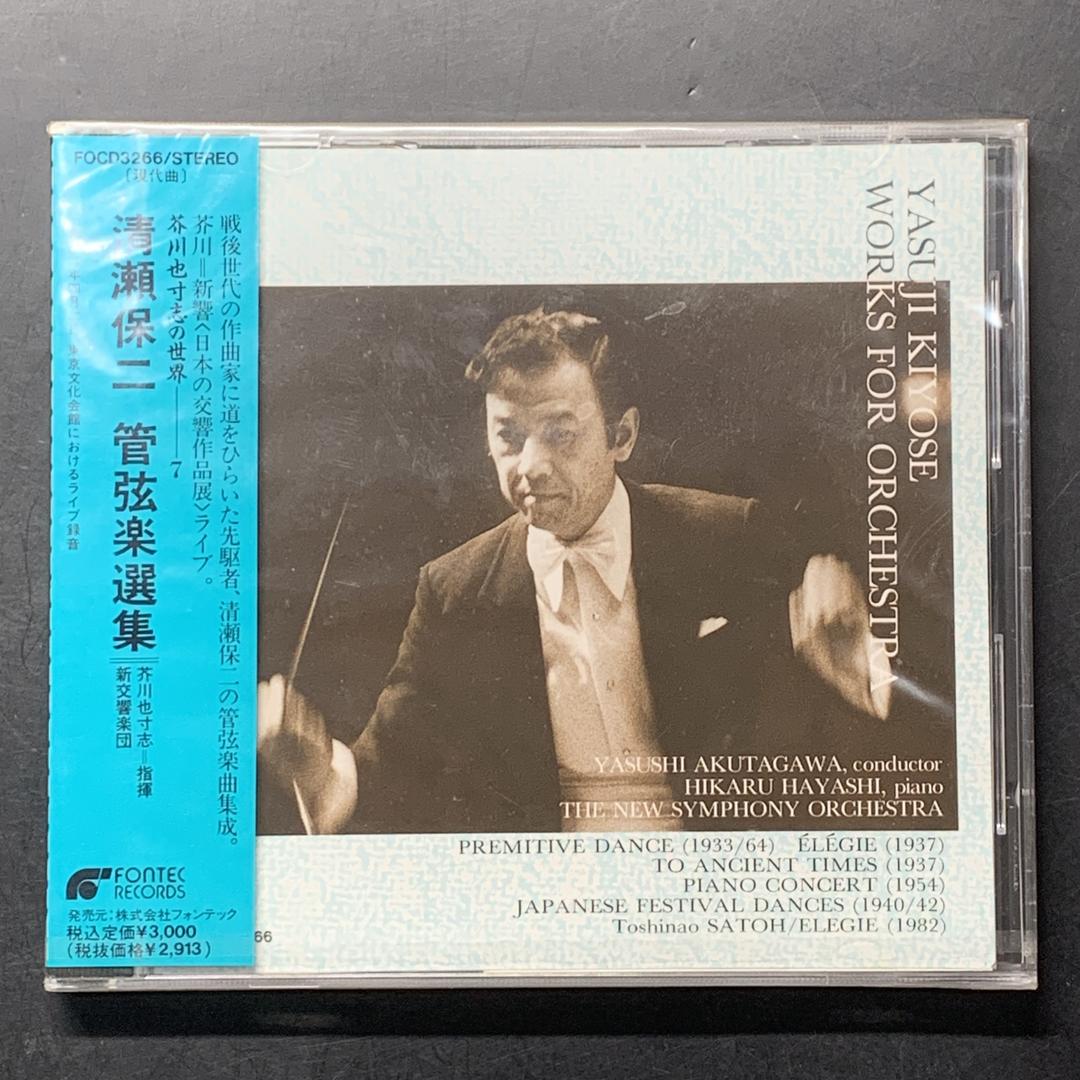 FOCD3266/STEREO
〔現代曲〕
戦後世代の作曲家に道をひらいた先駆者、清瀬保二の管弦楽曲集成。
芥川＝新響〈日本の交響作品展〉ライブ。
芥川也寸志の世界——7
清瀬保二 管弦楽選集
芥川也寸志＝指揮
新交響楽団
東京文化会館におけるライブ録音
FONTEC
RECORDS
発売元：株式会社フォンテック
税込定価¥3,000
(税抜価格¥2,913)
66
YASUJI KIYOSE
WORKS FOR ORCHESTRA
YASUSHI AKUTAGAWA, conductor
HIKARU HAYASHI, piano
THE NEW SYMPHONY ORCHESTRA
PREMITIVE DANCE (1933/64) ÉLÉGIE (1937)
TO ANCIENT TIMES (1937)
PIANO CONCERT (1954)
JAPANESE FESTIVAL DANCES (1940/42)
Toshinao SATOH/ELEGIE (1982)